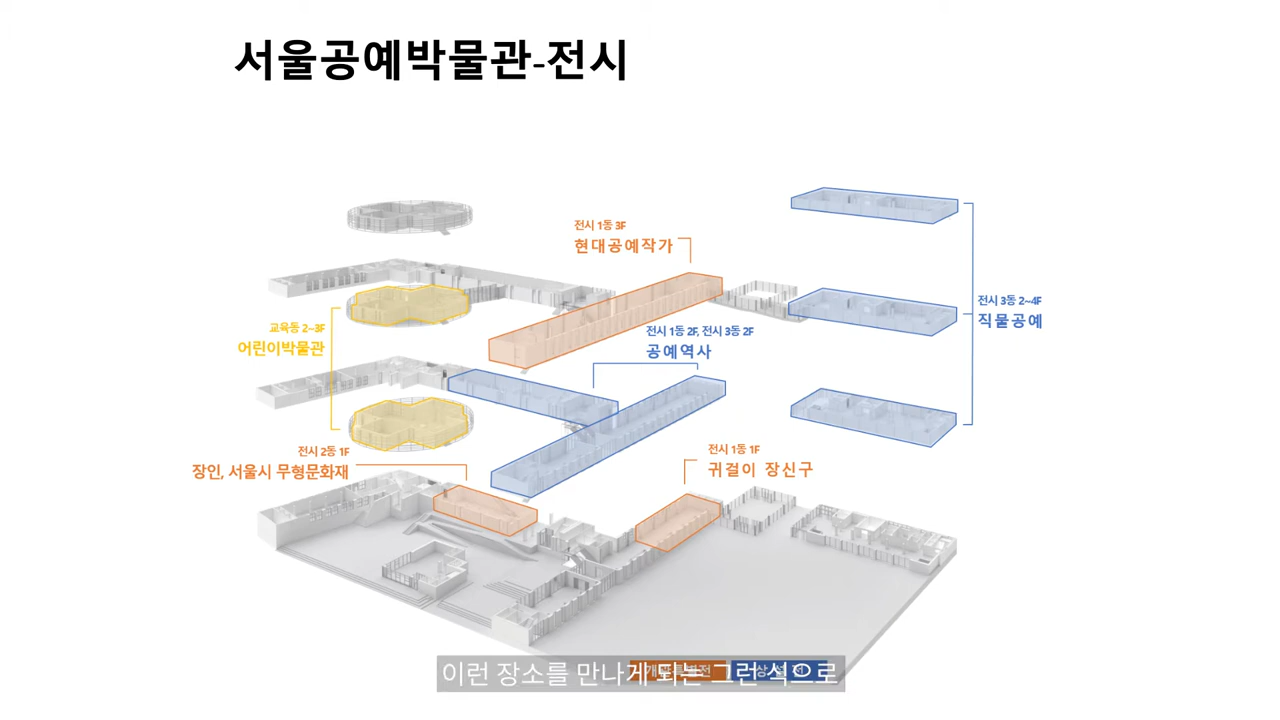 서울공예박물관-전시
전시 1동 3F
현대공예작가
전시 3동 2~4F
직물공예
교육동 2~3F
어린이박물관
전시 1동 2F, 전시 3동 2F
공예역사
전시 2동 1F
장인, 서울시 무형문화재
전시 1동 1F
귀걸이 장신구
이런 장소를 만나게 되는 그런 식으로